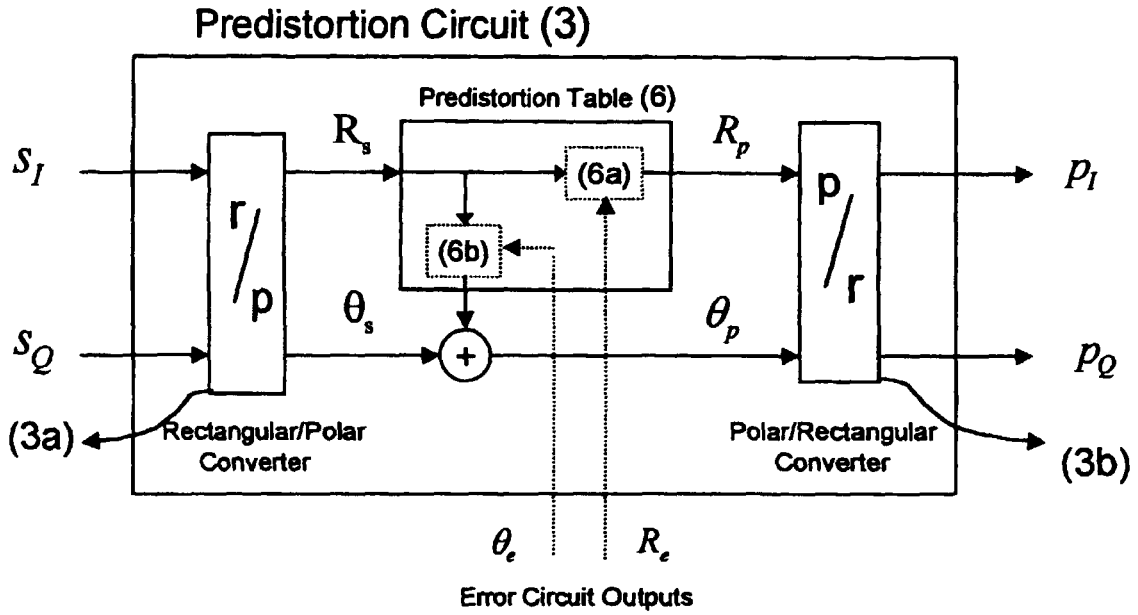 Predistortion Circuit (3)
Predistortion Table (6)
R_s
R_p
s_I
(6a)
p_I
r/p
p/r
(6b)
θ_s
θ_p
s_Q
+
p_Q
(3a)
Rectangular/Polar
Converter
Polar/Rectangular
Converter
(3b)
θ_e
R_e
Error Circuit Outputs